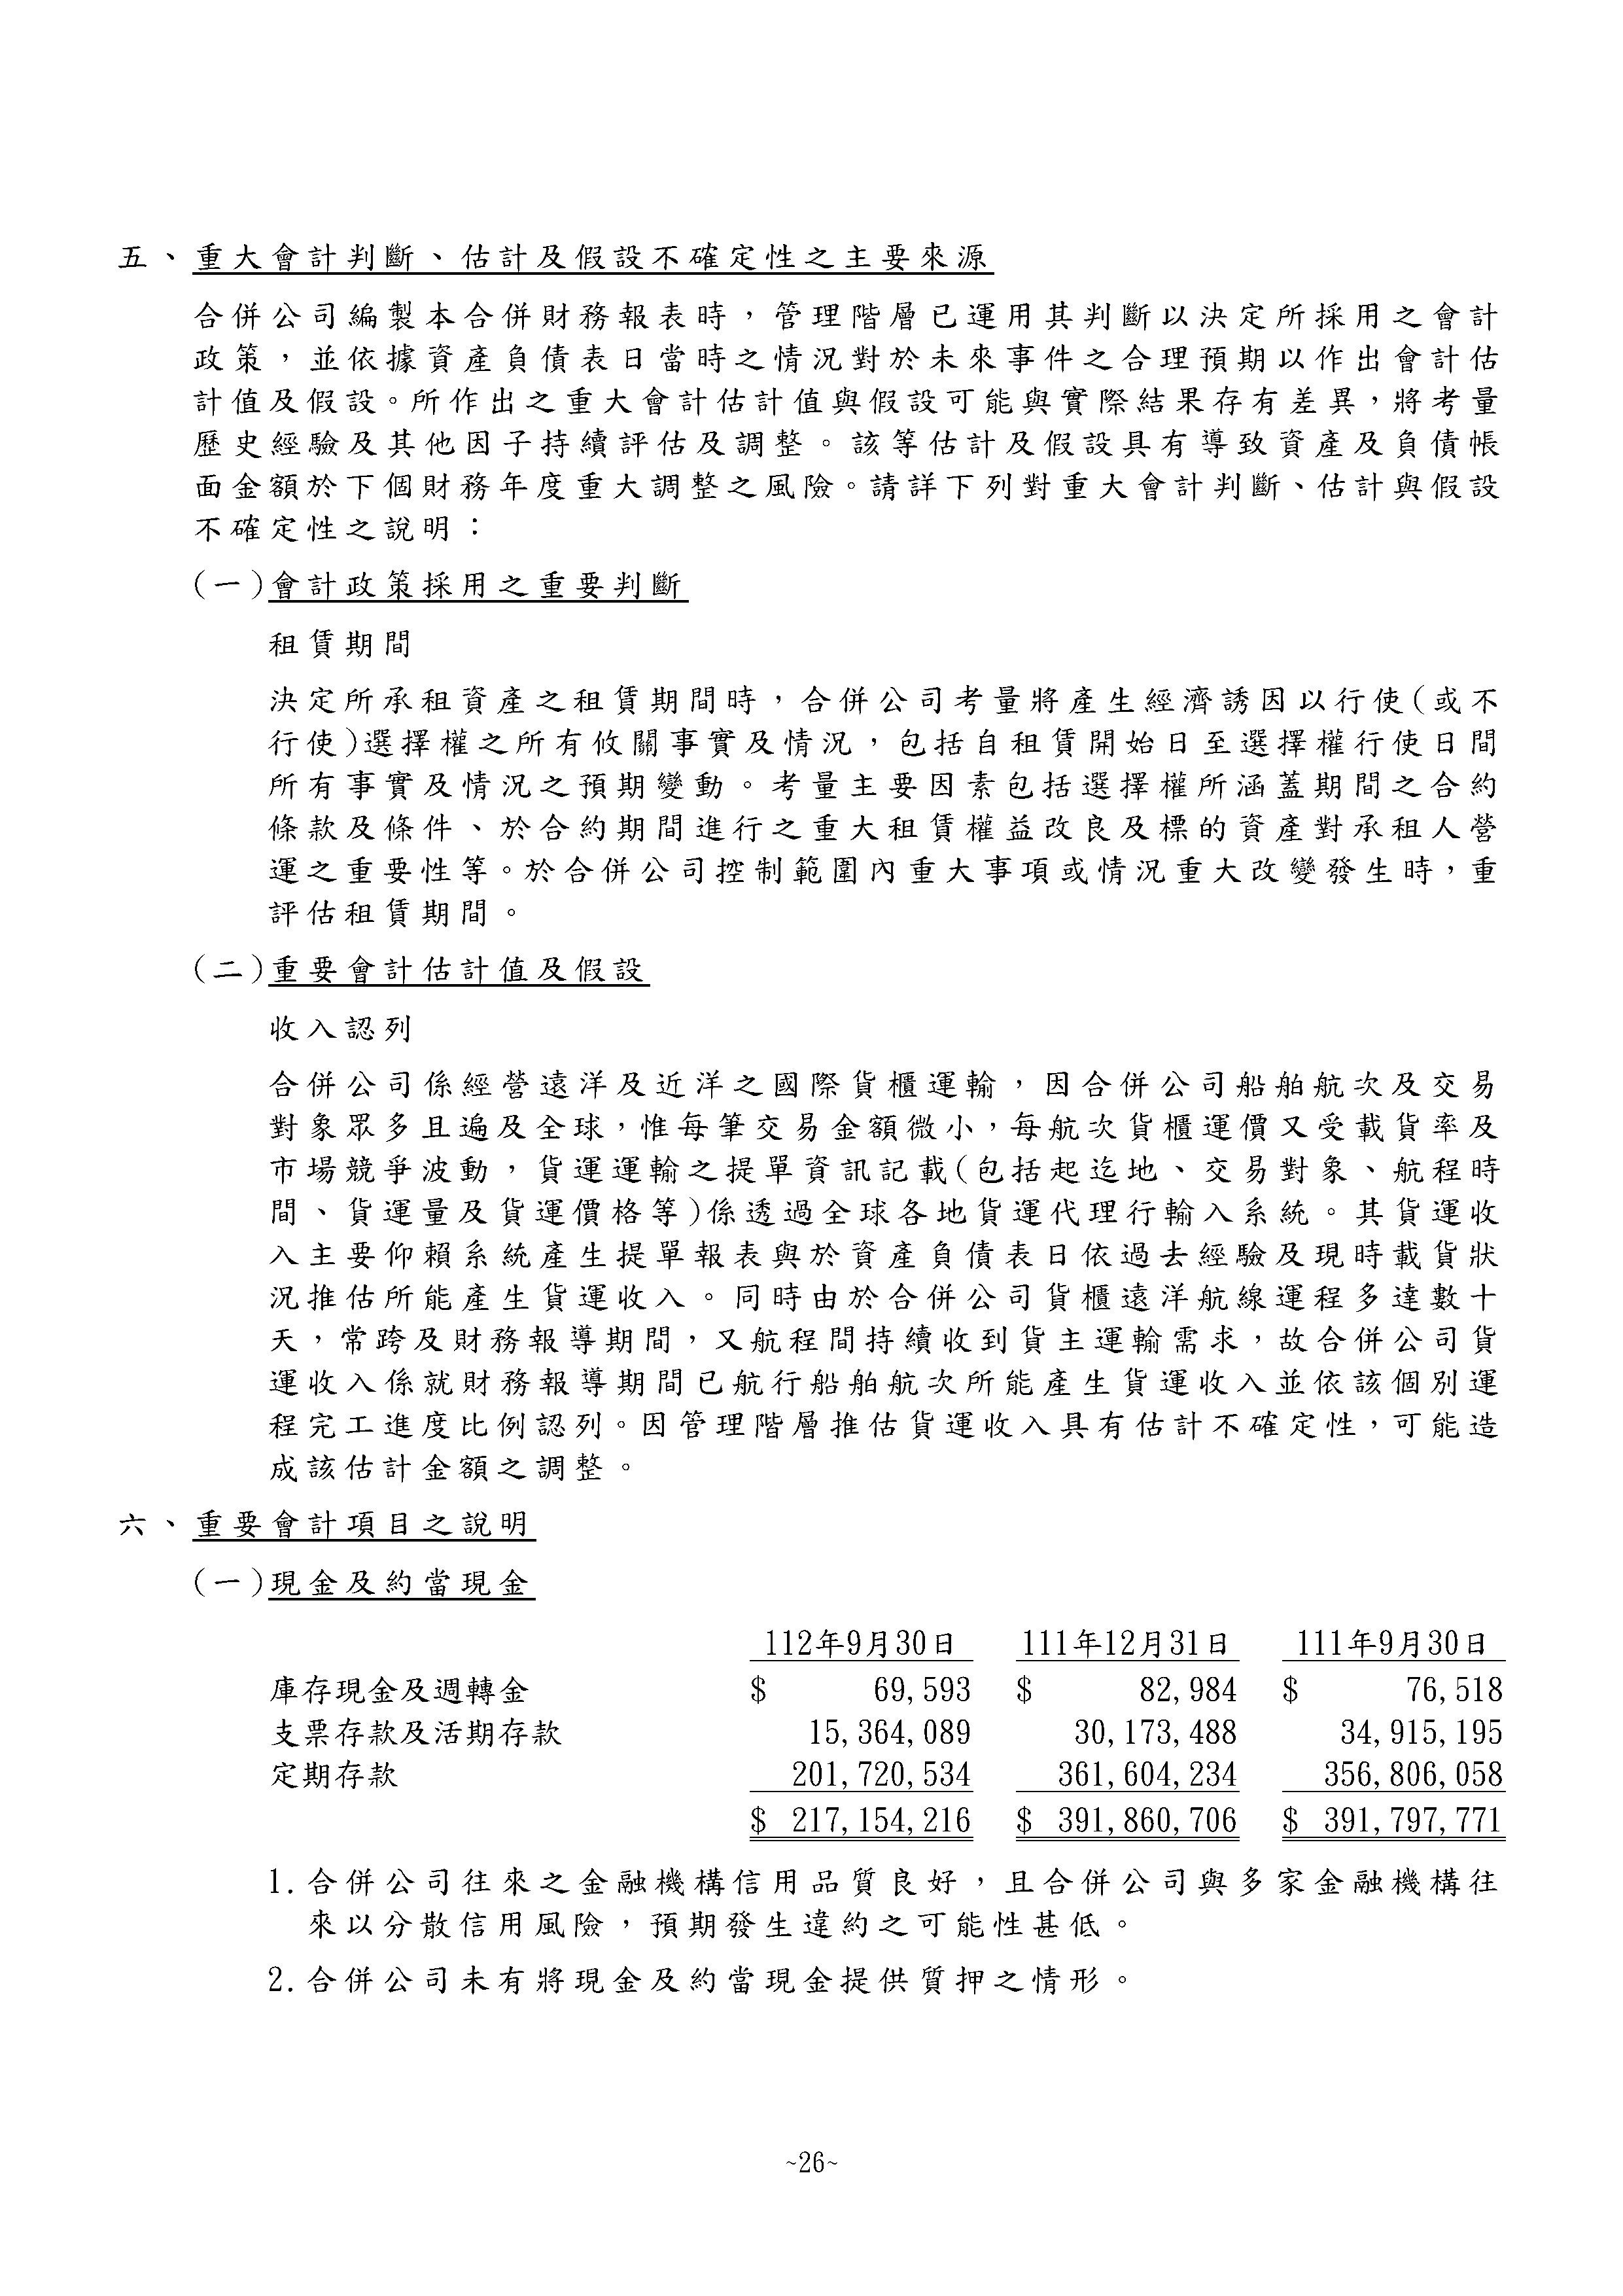 五、重大會計判斷、估計及假設不確定性之主要來源
合併公司編製本合併財務報表時，管理階層已運用其判斷以決定所採用之會計
政策，並依據資產負債表日當時之情況對於未來事件之合理預期以作出會計估
計值及假設。所作出之重大會計估計值與假設可能與實際結果存有差異，將考量
歷史經驗及其他因子持續評估及調整。該等估計及假設具有導致資產及負債帳
面金額於下個財務年度重大調整之風險。請詳下列對重大會計判斷、估計與假設
不確定性之說明：
(一)會計政策採用之重要判斷
租賃期間
決定所承租資產之租賃期間時，合併公司考量將產生經濟誘因以行使(或不
行使)選擇權之所有攸關事實及情況，包括自租賃開始日至選擇權行使日間
所有事實及情況之預期變動。考量主要因素包括選擇權所涵蓋期間之合約
條款及條件、於合約期間進行之重大租賃權益改良及標的資產對承租人營
運之重要性等。於合併公司控制範圍內重大事項或情況重大改變發生時，重
評估租賃期間。
(二)重要會計估計值及假設
收入認列
合併公司係經營遠洋及近洋之國際貨櫃運輸，因合併公司船舶航次及交易
對象眾多且遍及全球，惟每筆交易金額微小，每航次貨櫃運價又受載貨率及
市場競爭波動，貨運運輸之提單資訊記載(包括起迄地、交易對象、航程時
間、貨運量及貨運價格等)係透過全球各地貨運代理行輸入系統。其貨運收
入主要仰賴系統產生提單報表與於資產負債表日依過去經驗及現時載貨狀
況推估所能產生貨運收入。同時由於合併公司貨櫃遠洋航線運程多達數十
天，常跨及財務報導期間，又航程間持續收到貨主運輸需求，故合併公司貨
運收入係就財務報導期間已航行船舶航次所能產生貨運收入並依該個別運
程完工進度比例認列。因管理階層推估貨運收入具有估計不確定性，可能造
成該估計金額之調整。
六、重要會計項目之說明
(一)現金及約當現金
112年9月30日 111年12月31日 111年9月30日
庫存現金及週轉金 $ 69,593 $ 82,984 $ 76,518
支票存款及活期存款 15,364,089 30,173,488 34,915,195
定期存款 201,720,534 361,604,234 356,806,058
$ 217,154,216 $ 391,860,706 $ 391,797,771
1.合併公司往來之金融機構信用品質良好，且合併公司與多家金融機構往
來以分散信用風險，預期發生違約之可能性甚低。
2.合併公司未有將現金及約當現金提供質押之情形。
~26~